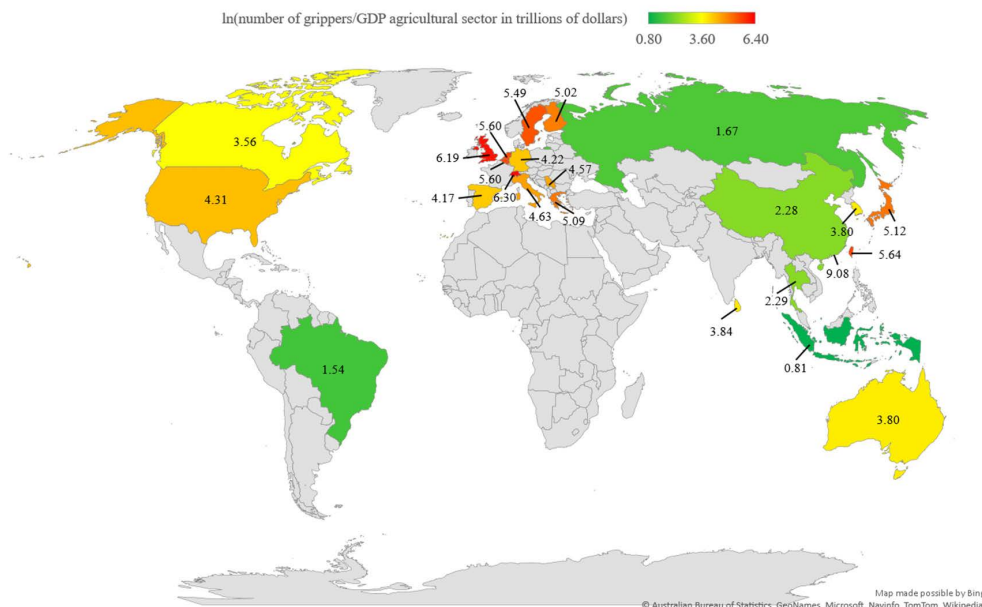 ln(number of grippers/GDP agricultural sector in trillions of dollars)
0.80 3.60 6.40
5.49 5.02
3.56 5.60 1.67
6.19 4.22
4.57
4.31 5.60
4.17 6.30 4.63 5.09 2.28 3.80 5.12
9.08 5.64
2.29
3.84
0.81
1.54
3.80
Map made possible by Bing
© Australian Bureau of Statistics, GeoNames, Microsoft, Navinfo, TomTom, Wikipedia